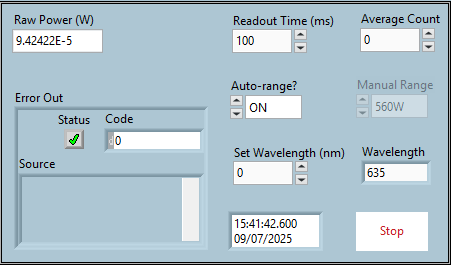 Raw Power (W)
9.42422E-5
Readout Time (ms)
100
Average Count
0
Auto-range?
ON
Manual Range
560W
Error Out
Status
Code
0
Source
Set Wavelength (nm)
0
Wavelength
635
15:41:42.600
09/07/2025
Stop